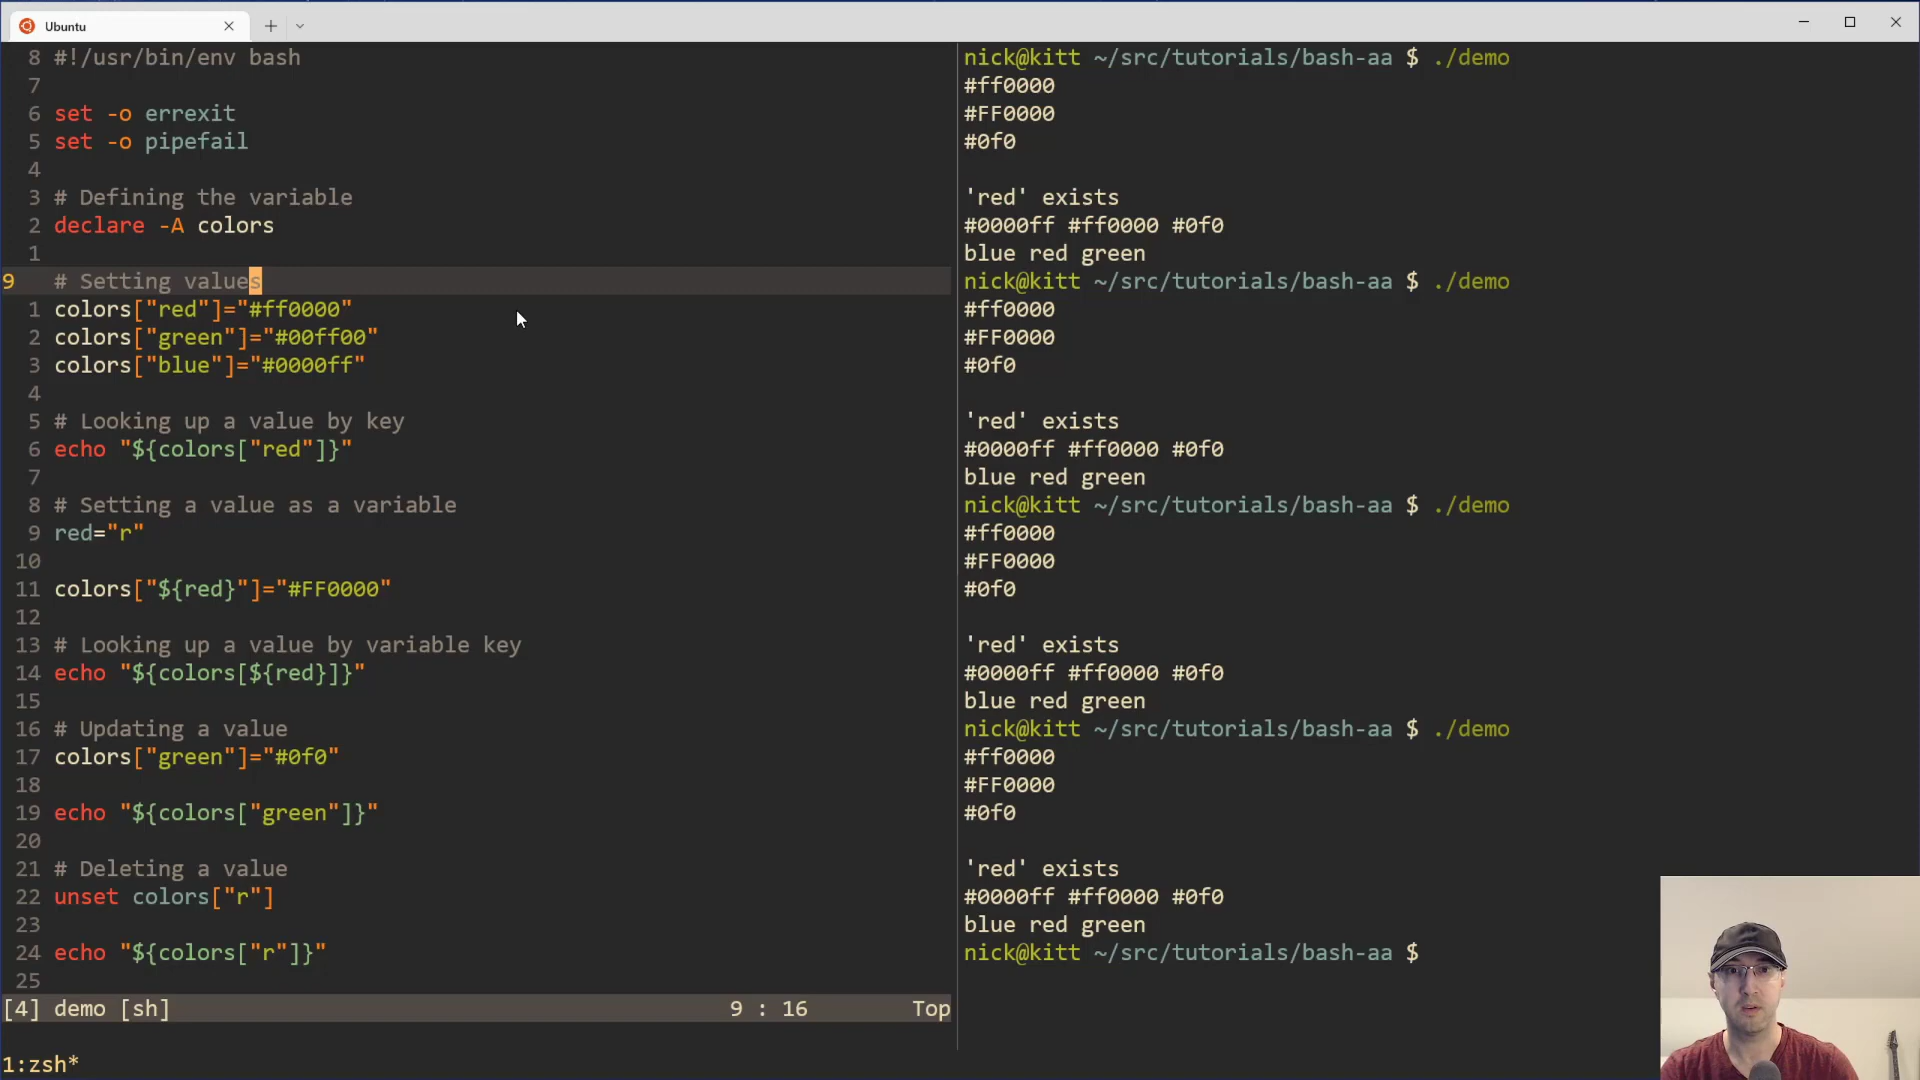 Ubuntu
8 #!/usr/bin/env bash
7
6 set -o errexit
5 set -o pipefail
4
3 # Defining the variable
2 declare -A colors
1
9 # Setting values
1 colors["red"]="#ff0000"
2 colors["green"]="#00ff00"
3 colors["blue"]="#0000ff"
4
5 # Looking up a value by key
6 echo "${colors["red"]}"
7
8 # Setting a value as a variable
9 red="r"
10
11 colors["${red}"]="#FF0000"
12
13 # Looking up a value by variable key
14 echo "${colors[${red}]}"
15
16 # Updating a value
17 colors["green"]="#0f0"
18
19 echo "${colors["green"]}"
20
21 # Deleting a value
22 unset colors["r"]
23
24 echo "${colors["r"]}"
25
[4] demo [sh] 9 : 16 Top
1:zsh*
nick@kitt ~/src/tutorials/bash-aa $ ./demo
#ff0000
#FF0000
#0f0
'red' exists
#0000ff #ff0000 #0f0
blue red green
nick@kitt ~/src/tutorials/bash-aa $ ./demo
#ff0000
#FF0000
#0f0
'red' exists
#0000ff #ff0000 #0f0
blue red green
nick@kitt ~/src/tutorials/bash-aa $ ./demo
#ff0000
#FF0000
#0f0
'red' exists
#0000ff #ff0000 #0f0
blue red green
nick@kitt ~/src/tutorials/bash-aa $ ./demo
#ff0000
#FF0000
#0f0
'red' exists
#0000ff #ff0000 #0f0
blue red green
nick@kitt ~/src/tutorials/bash-aa $